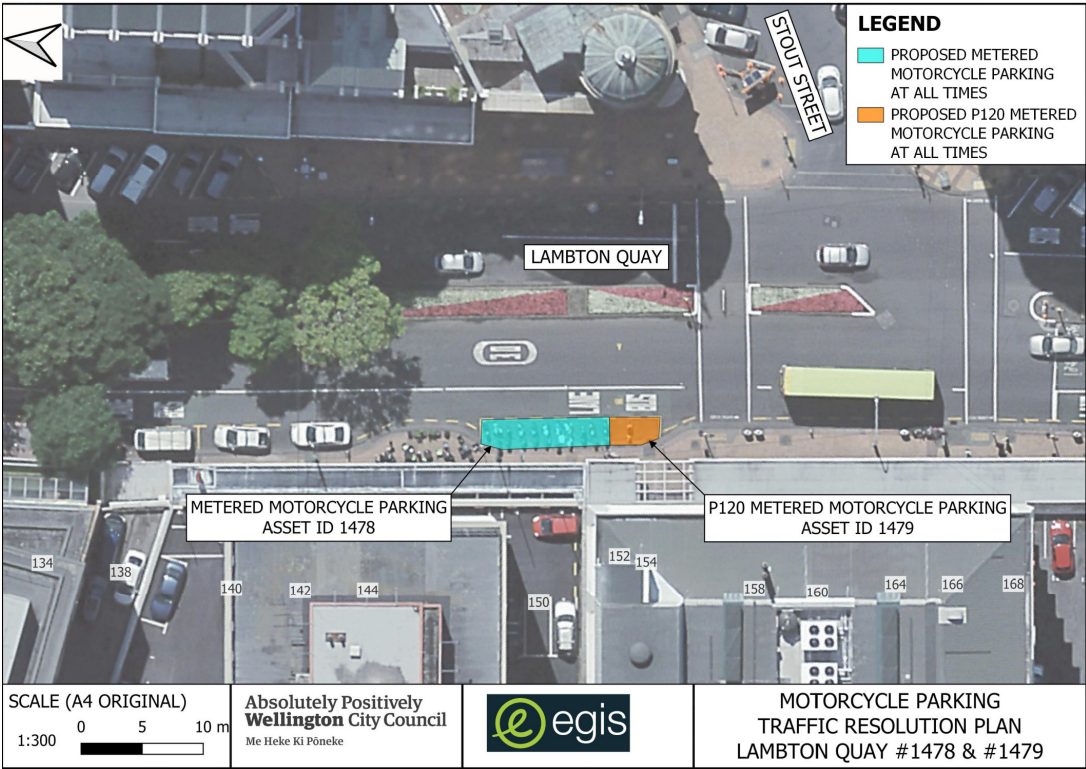 LEGEND
PROPOSED METERED
MOTORCYCLE PARKING
AT ALL TIMES
PROPOSED P120 METERED
MOTORCYCLE PARKING
AT ALL TIMES
STOUT STREET
LAMBTON QUAY
METERED MOTORCYCLE PARKING
ASSET ID 1478
P120 METERED MOTORCYCLE PARKING
ASSET ID 1479
134
138
140
142
144
150
152
154
158
160
164
166
168
SCALE (A4 ORIGINAL)
1:300
0 5 10 m
Absolutely Positively
Wellington City Council
Me Heke Ki Pōneke
egis
MOTORCYCLE PARKING
TRAFFIC RESOLUTION PLAN
LAMBTON QUAY #1478 & #1479